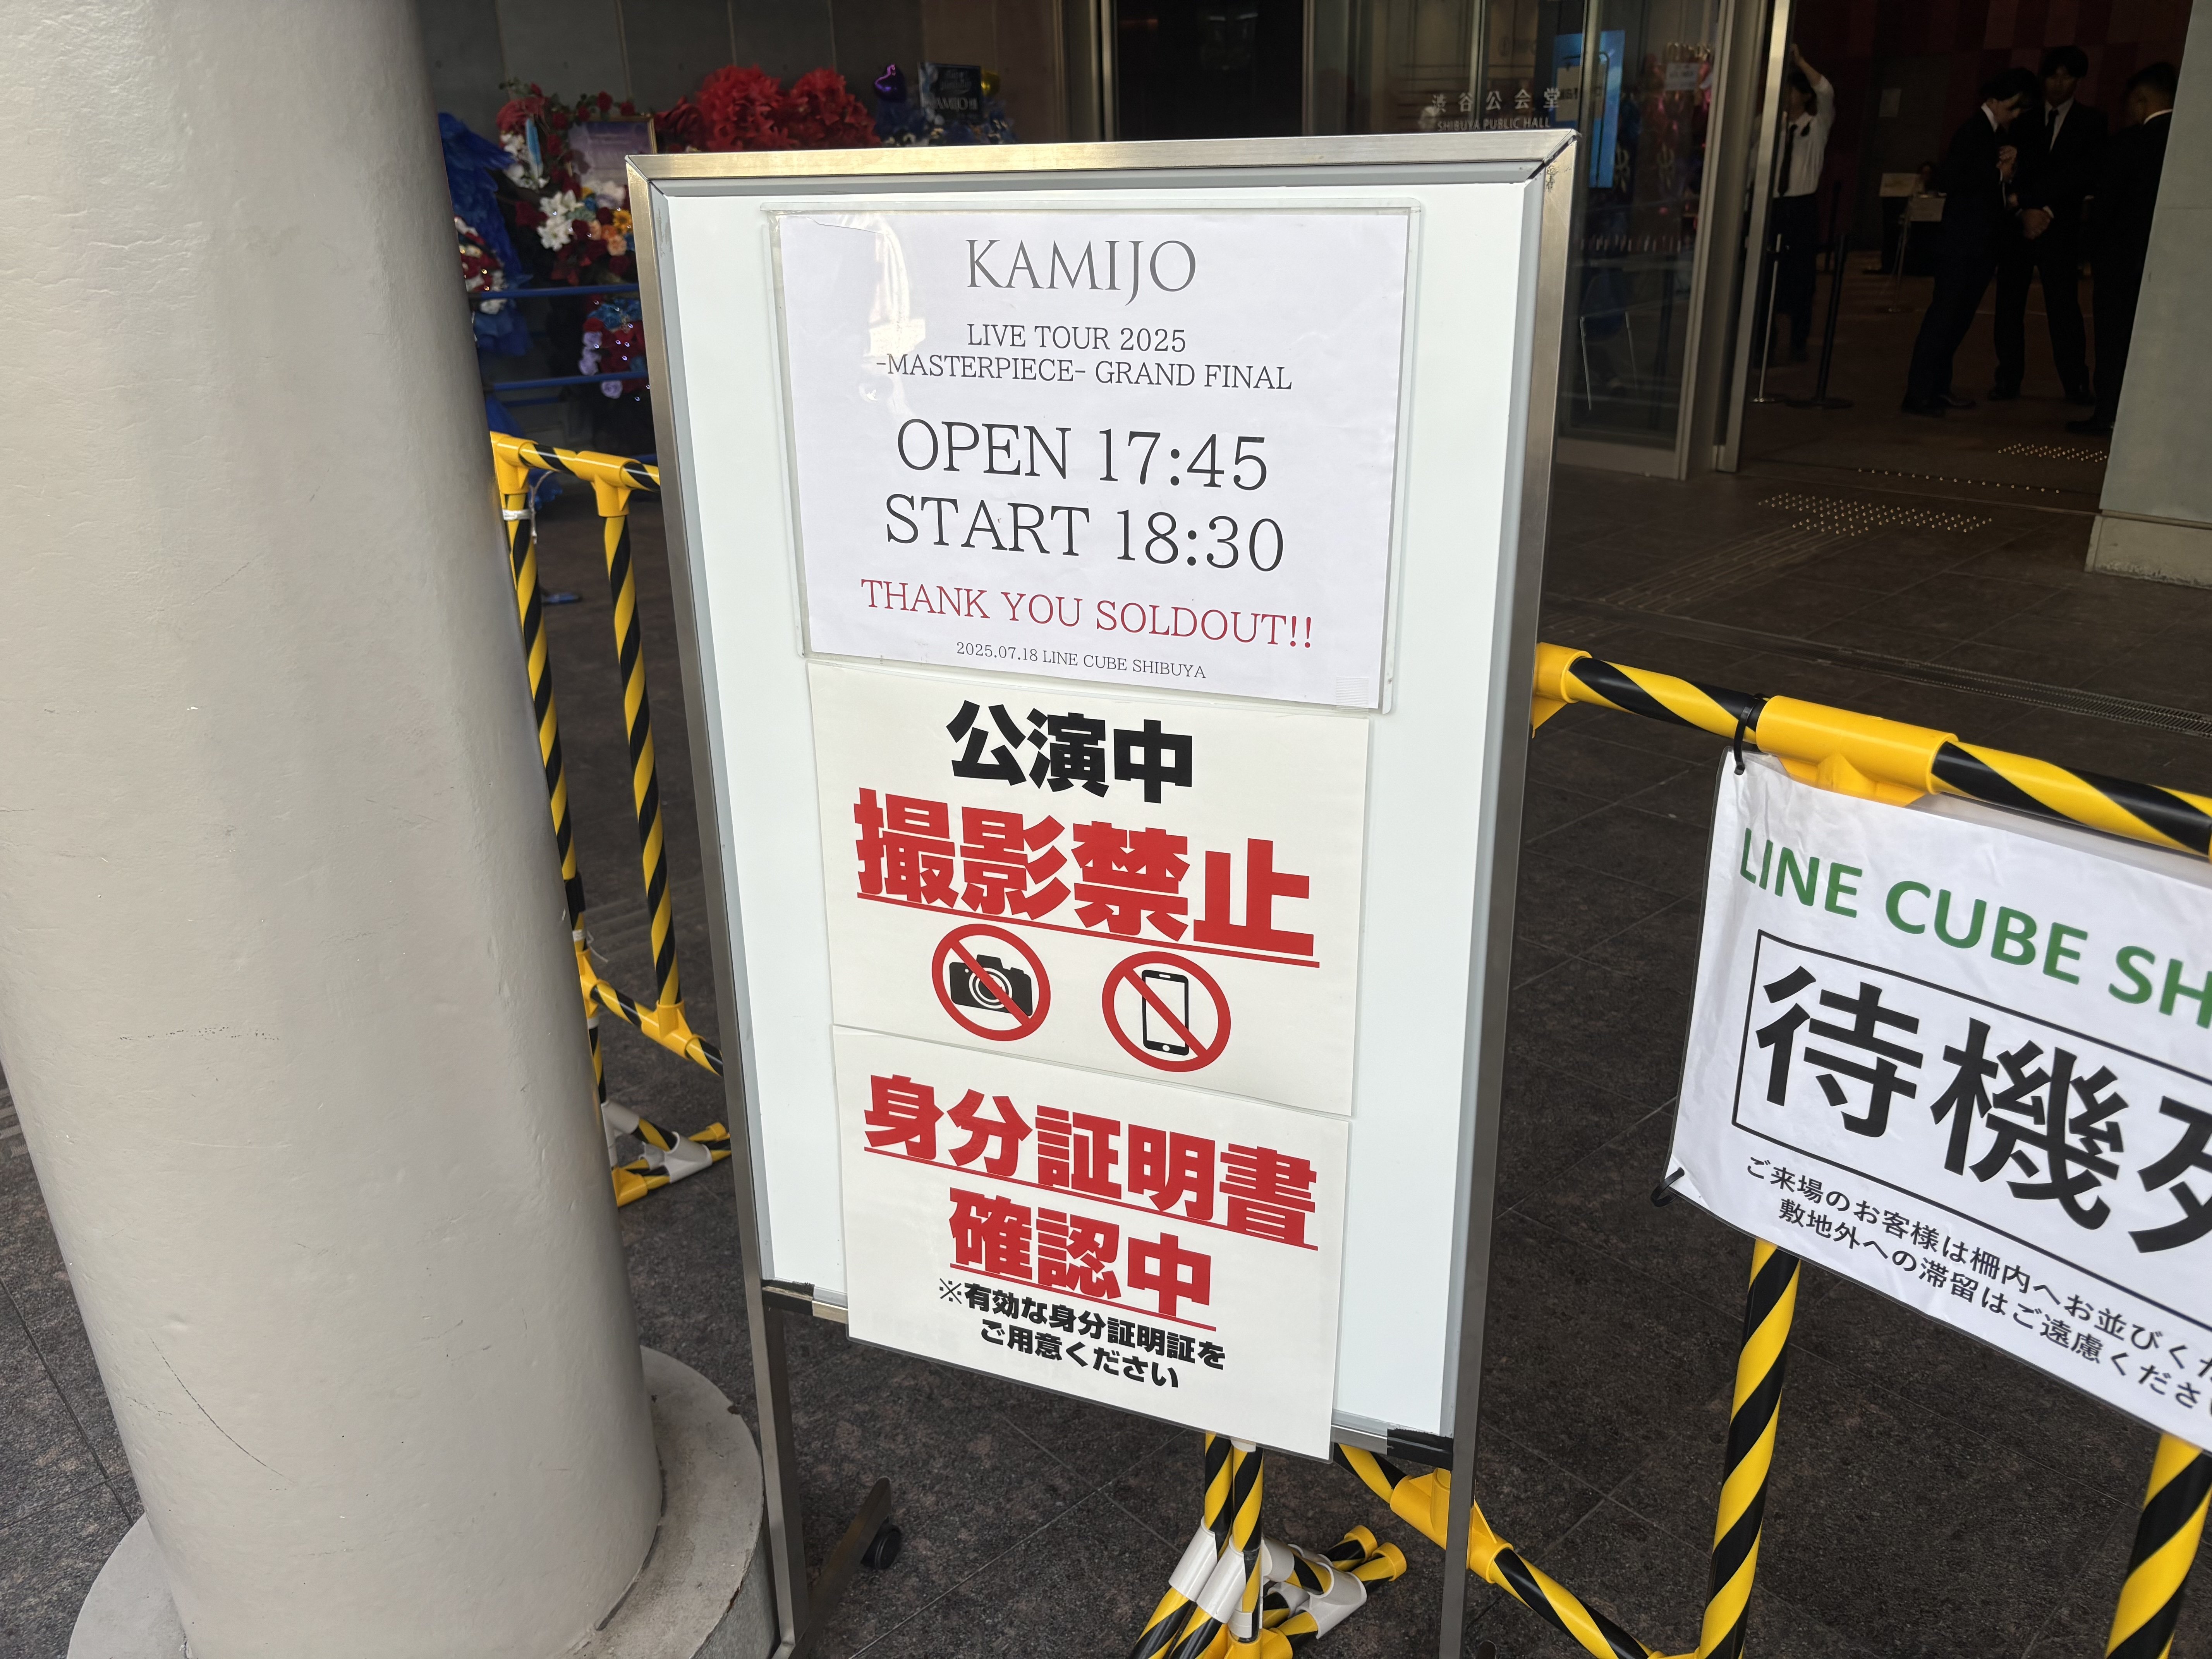 渋谷公会堂
SHIBUYA PUBLIC HALL
KAMIJO
KAMIJO
LIVE TOUR 2025
-MASTERPIECE- GRAND FINAL
OPEN 17:45
START 18:30
THANK YOU SOLDOUT!!
2025.07.18 LINE CUBE SHIBUYA
公演中
撮影禁止
身分証明書
確認中
※有効な身分証明証を
ご用意ください
LINE CUBE SH
待機列
ご来場のお客様は柵内へお並びくだ
敷地外への滞留はご遠慮くださ